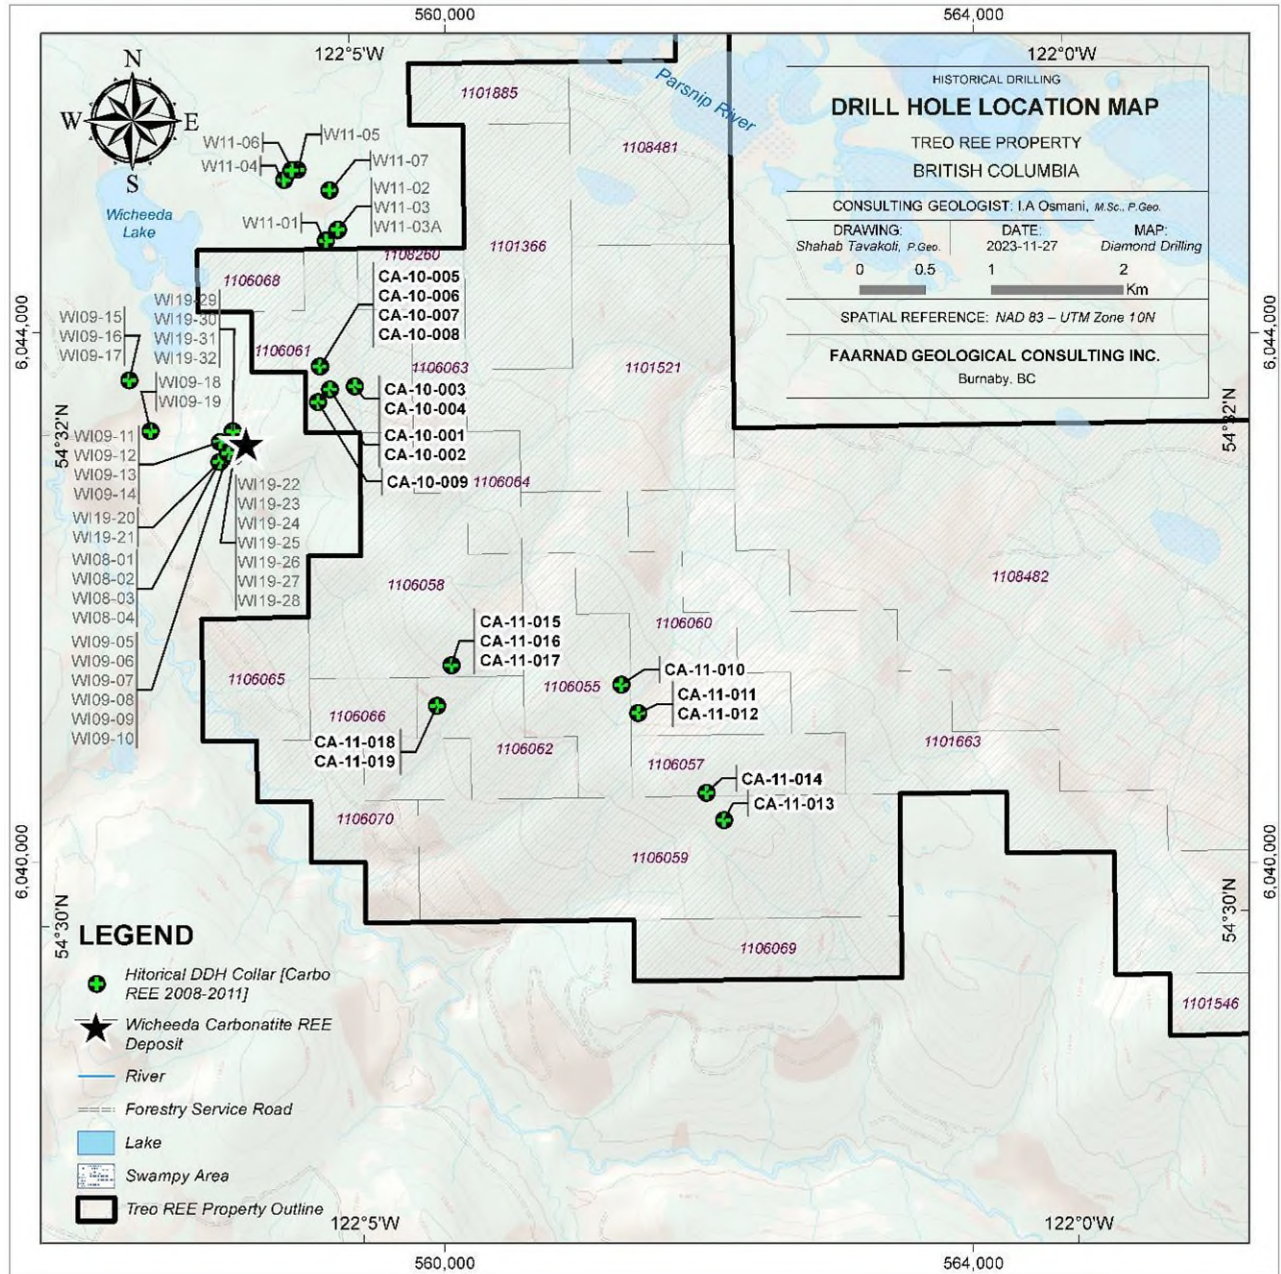 560,000
564,000
122°5'W
122°0'W
N
W
E
S
HISTORICAL DRILLING
DRILL HOLE LOCATION MAP
TREO REE PROPERTY
BRITISH COLUMBIA
CONSULTING GEOLOGIST: I.A Osmani, M.Sc., P.Geo.
DRAWING:
Shahab Tavakoli, P.Geo.
DATE:
2023-11-27
MAP:
Diamond Drilling
0
0.5
1
2
Km
SPATIAL REFERENCE: NAD 83 – UTM Zone 10N
FAARNAD GEOLOGICAL CONSULTING INC.
Burnaby, BC
Parsnip River
1101885
1108481
W11-06
W11-05
W11-04
W11-07
W11-02
W11-03
W11-03A
W11-01
Wicheeda
Lake
1101366
1108260
1106068
CA-10-005
CA-10-006
CA-10-007
CA-10-008
WI19-29
WI19-30
WI19-31
WI19-32
WI09-15
WI09-16
WI09-17
1106061
1106063
1101521
6,044,000
6,044,000
WI09-18
WI09-19
CA-10-003
CA-10-004
54°32'N
54°32'N
WI09-11
WI09-12
WI09-13
WI09-14
CA-10-001
CA-10-002
CA-10-009
1106064
WI19-20
WI19-21
WI19-22
WI19-23
WI19-24
WI19-25
WI19-26
WI19-27
WI19-28
WI08-01
WI08-02
WI08-03
WI08-04
1106058
1108482
WI09-05
WI09-06
WI09-07
WI09-08
WI09-09
WI09-10
1106060
CA-11-015
CA-11-016
CA-11-017
1106065
1106055
CA-11-010
CA-11-011
CA-11-012
1106066
CA-11-018
CA-11-019
1106062
1101663
1106057
CA-11-014
CA-11-013
1106070
1106059
6,040,000
6,040,000
54°30'N
54°30'N
1106069
1101546
LEGEND
Hitorical DDH Collar [Carbo
REE 2008-2011]
Wicheeda Carbonatite REE
Deposit
River
Forestry Service Road
Lake
Swampy Area
Treo REE Property Outline
122°5'W
122°0'W
560,000
564,000